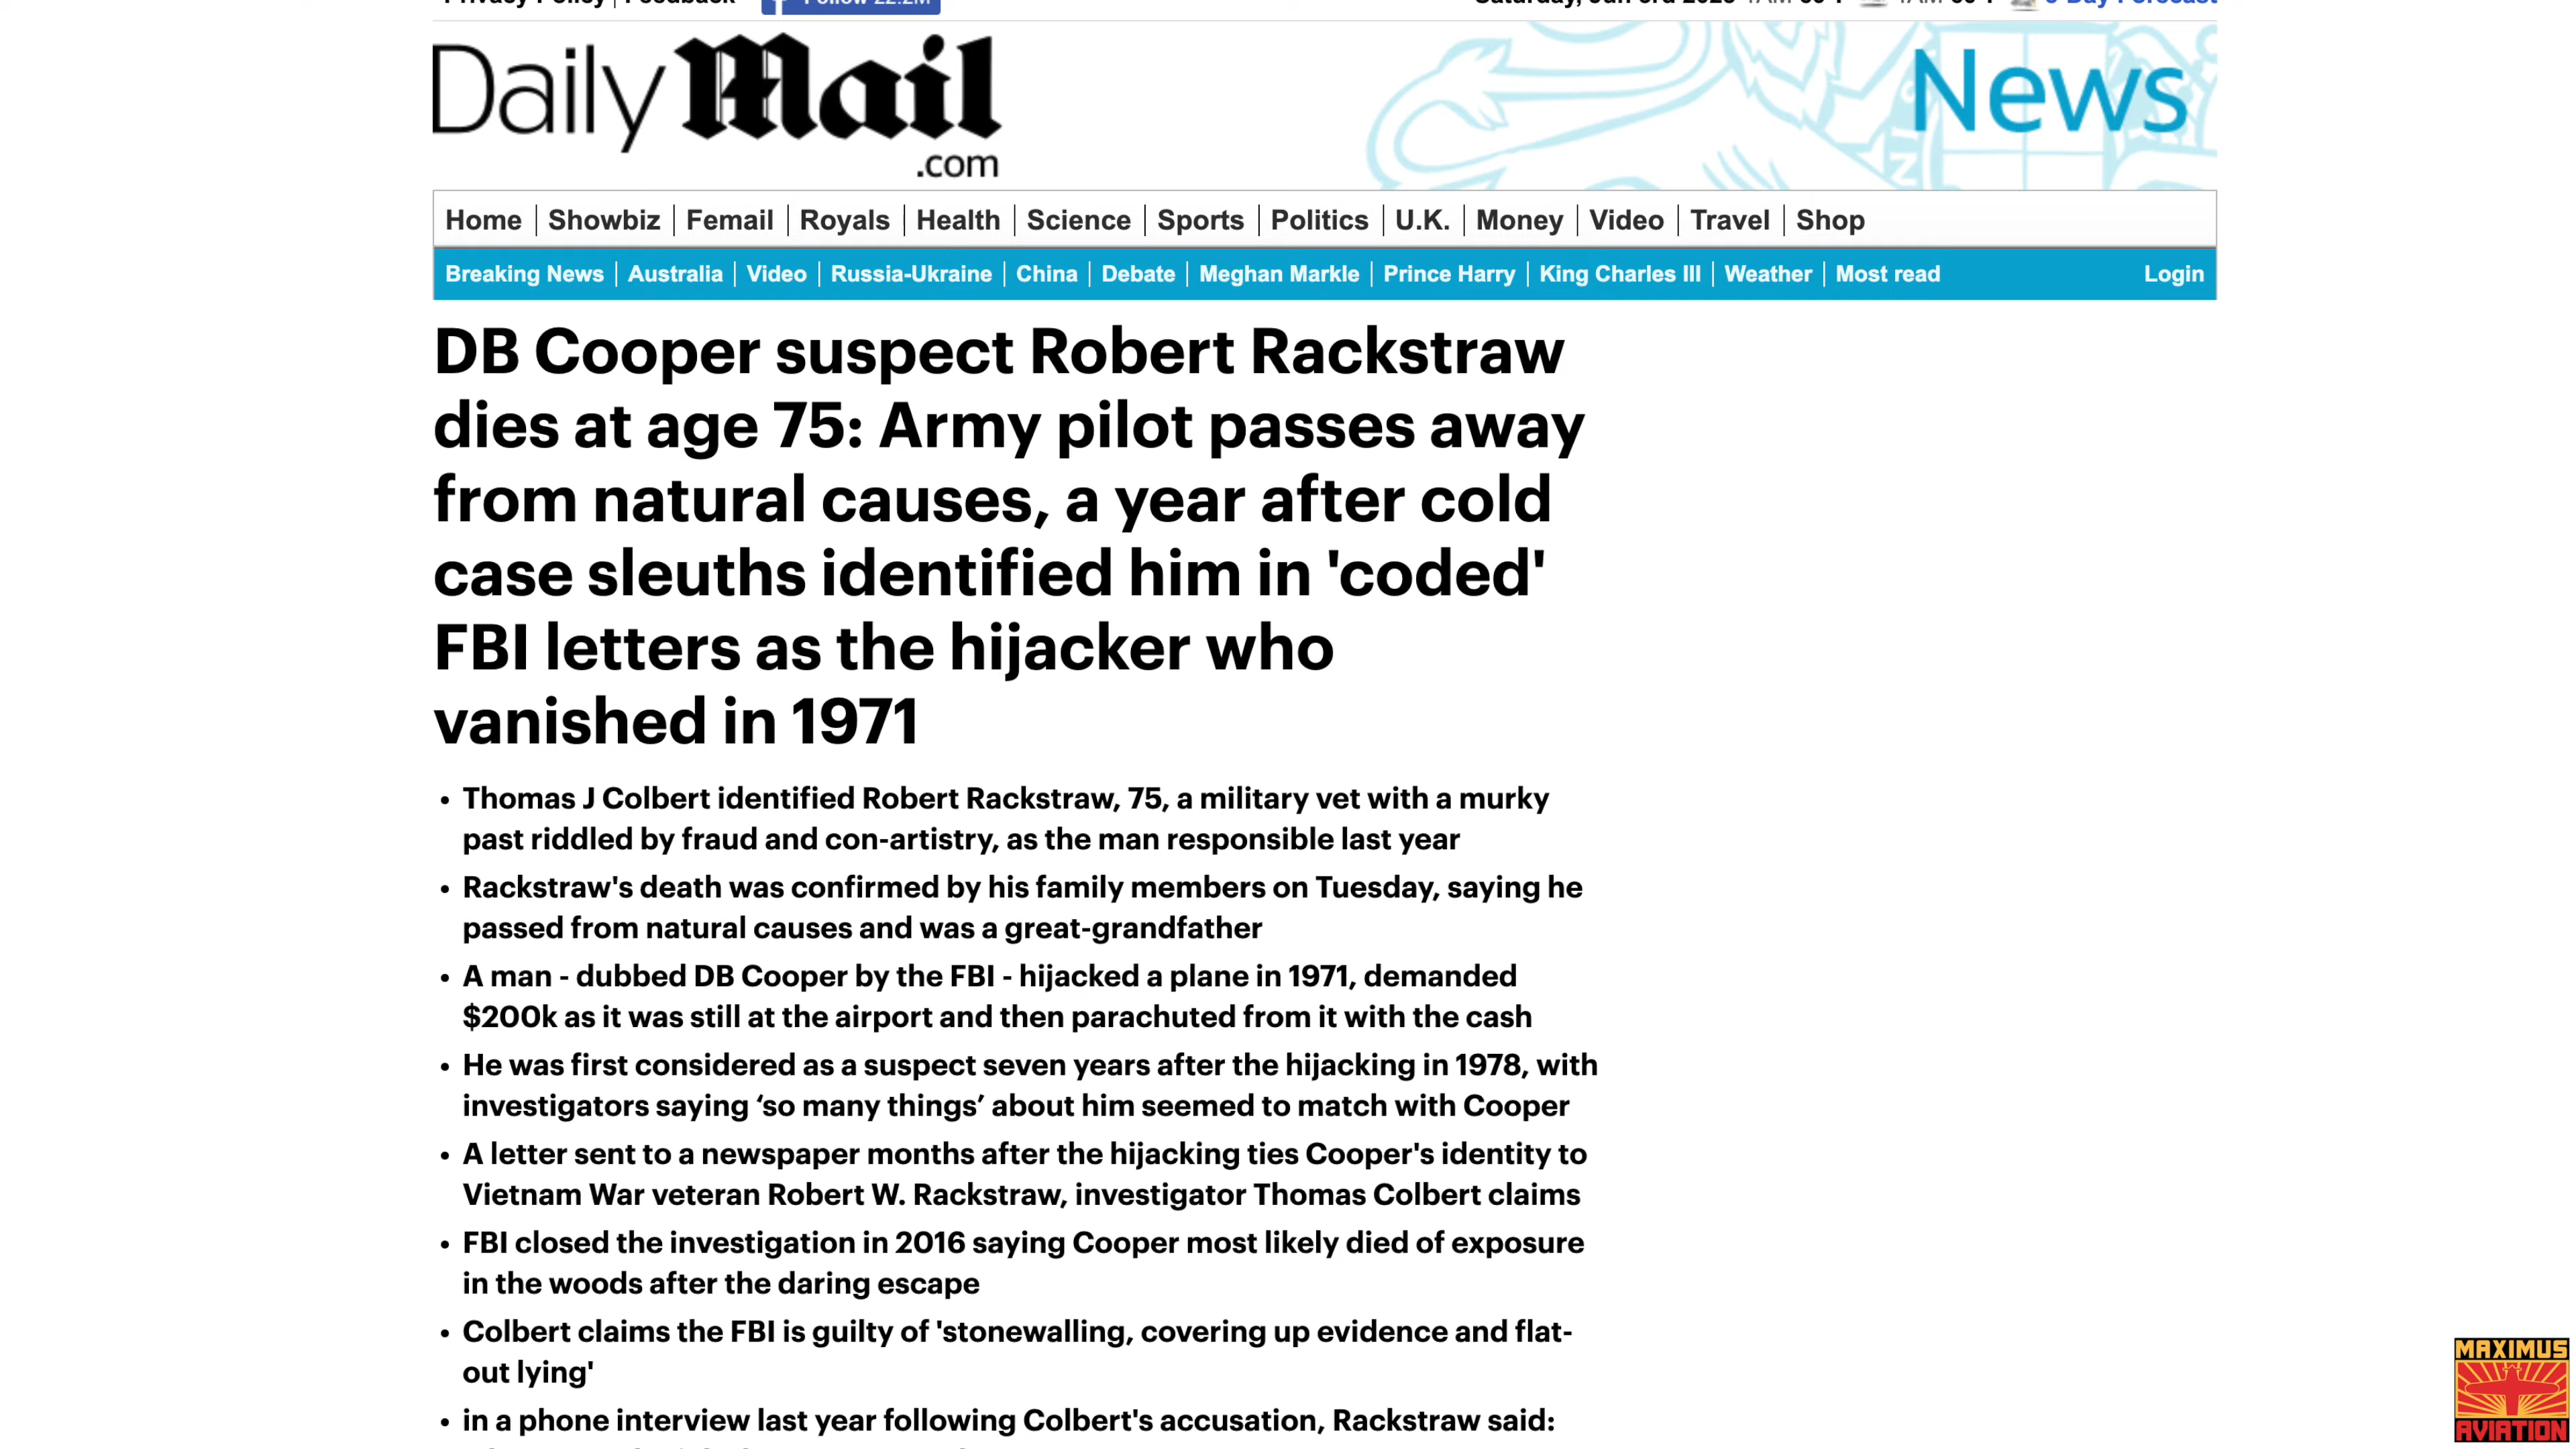 Privacy Policy | Feedback Follow 22.2M
DailyMail
.com
News
Home | Showbiz | Femail | Royals | Health | Science | Sports | Politics | U.K. | Money | Video | Travel | Shop
Breaking News | Australia | Video | Russia-Ukraine | China | Debate | Meghan Markle | Prince Harry | King Charles III | Weather | Most read Login
DB Cooper suspect Robert Rackstraw
dies at age 75: Army pilot passes away
from natural causes, a year after cold
case sleuths identified him in 'coded'
FBI letters as the hijacker who
vanished in 1971
• Thomas J Colbert identified Robert Rackstraw, 75, a military vet with a murky
past riddled by fraud and con-artistry, as the man responsible last year
• Rackstraw's death was confirmed by his family members on Tuesday, saying he
passed from natural causes and was a great-grandfather
• A man - dubbed DB Cooper by the FBI - hijacked a plane in 1971, demanded
$200k as it was still at the airport and then parachuted from it with the cash
• He was first considered as a suspect seven years after the hijacking in 1978, with
investigators saying ‘so many things’ about him seemed to match with Cooper
• A letter sent to a newspaper months after the hijacking ties Cooper's identity to
Vietnam War veteran Robert W. Rackstraw, investigator Thomas Colbert claims
• FBI closed the investigation in 2016 saying Cooper most likely died of exposure
in the woods after the daring escape
• Colbert claims the FBI is guilty of 'stonewalling, covering up evidence and flat-
out lying'
• in a phone interview last year following Colbert's accusation, Rackstraw said:
MAXIMUS
AVIATION